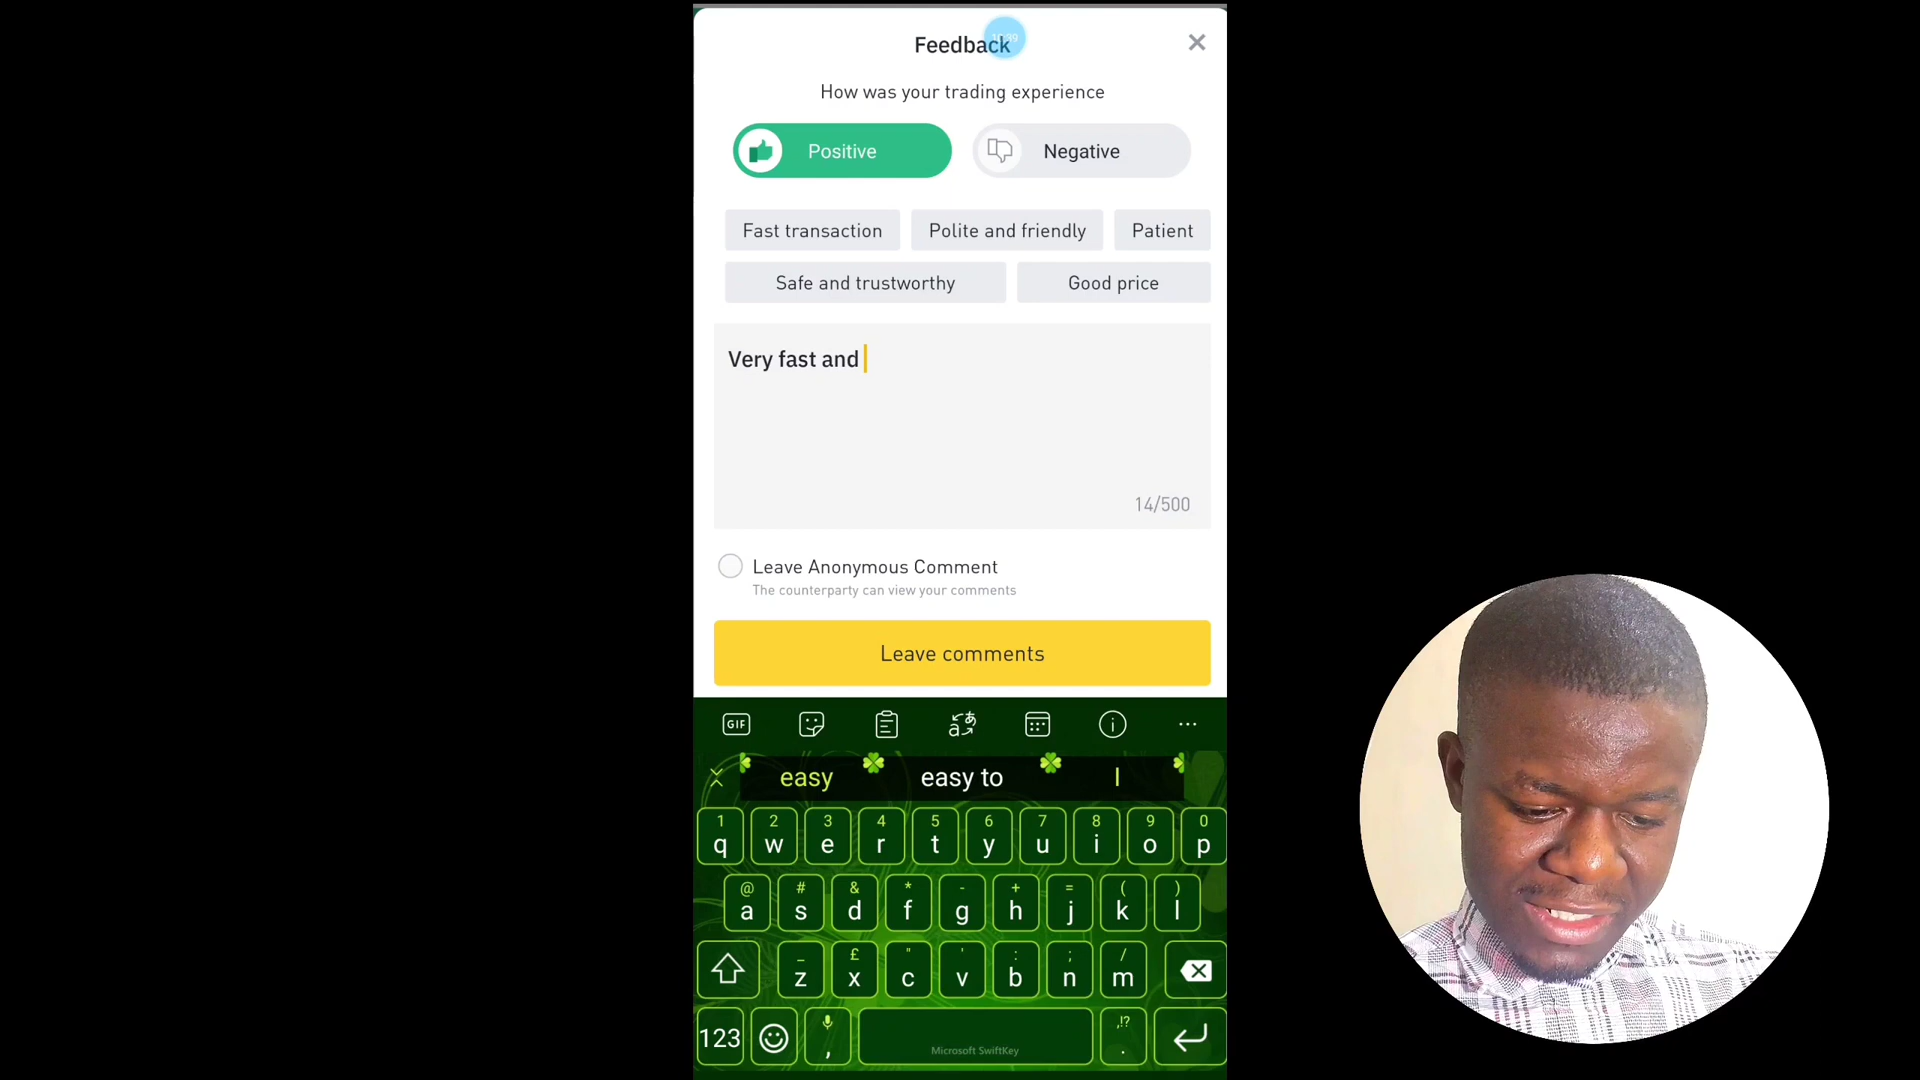 Feedback
How was your trading experience
Positive
Negative
Fast transaction
Polite and friendly
Patient
Safe and trustworthy
Good price
Very fast and
14/500
Leave Anonymous Comment
The counterparty can view your comments
Leave comments
GIF
easy
easy to
I
1 2 3 4 5 6 7 8 9 0
q w e r t y u i o p
@ # & * - + = ( )
a s d f g h j k l
_ £ " ' : ; /
z x c v b n m
123
,
Microsoft SwiftKey
,!?
.